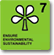 7
ENSURE
ENVIRONMENTAL
SUSTAINABILITY